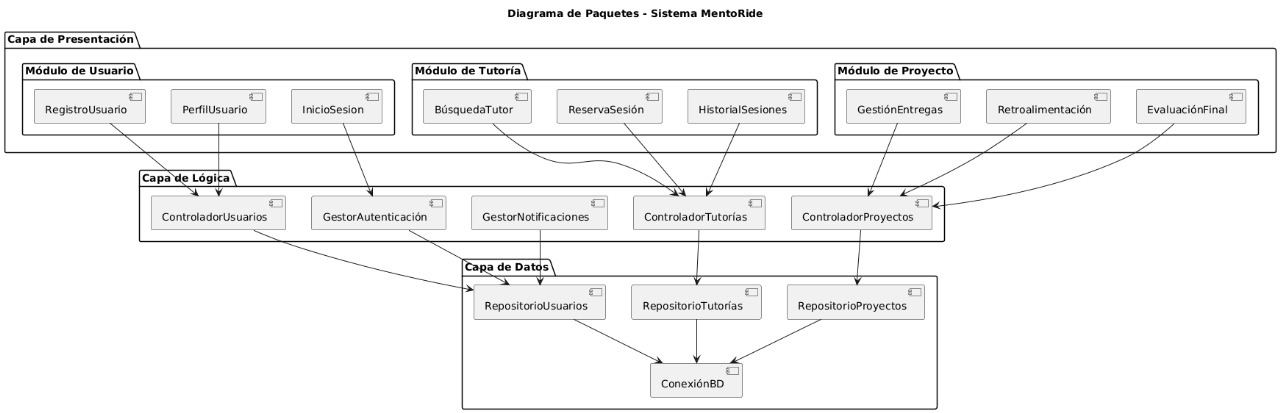 Diagrama de Paquetes - Sistema MentoRide
Capa de Presentación
Módulo de Usuario
Módulo de Tutoría
Módulo de Proyecto
RegistroUsuario
PerfilUsuario
InicioSesion
BúsquedaTutor
ReservaSesión
HistorialSesiones
GestiónEntregas
Retroalimentación
EvaluaciónFinal
Capa de Lógica
ControladorUsuarios
GestorAutenticación
GestorNotificaciones
ControladorTutorías
ControladorProyectos
Capa de Datos
RepositorioUsuarios
RepositorioTutorías
RepositorioProyectos
ConexiónBD